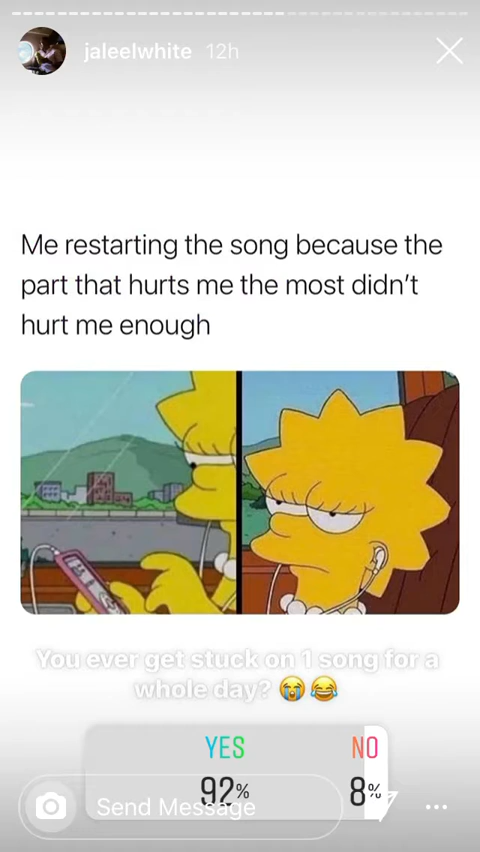 jaleelwhite 12h
Me restarting the song because the
part that hurts me the most didn't
hurt me enough
You ever get stuck on 1 song for a
whole day? 😭😂
YES NO
92% 8%
Send Message